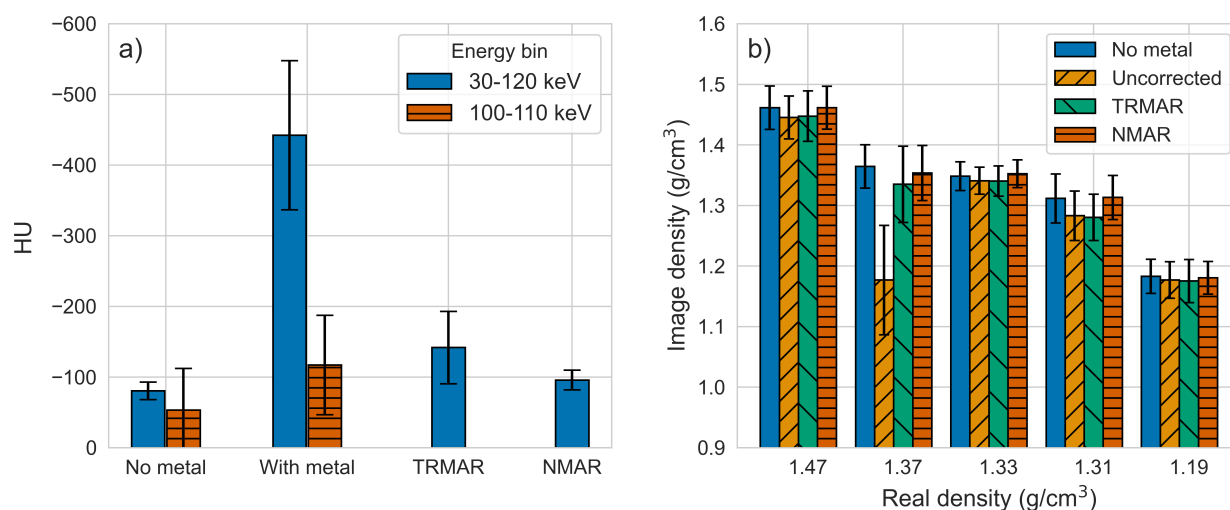 a)
Energy bin
30-120 keV
100-110 keV
−600
−500
−400
−300
−200
−100
0
HU
No metal With metal TRMAR NMAR
b)
No metal
Uncorrected
TRMAR
NMAR
1.6
1.5
1.4
1.3
1.2
1.1
1.0
0.9
Image density (g/cm³)
1.47 1.37 1.33 1.31 1.19
Real density (g/cm³)